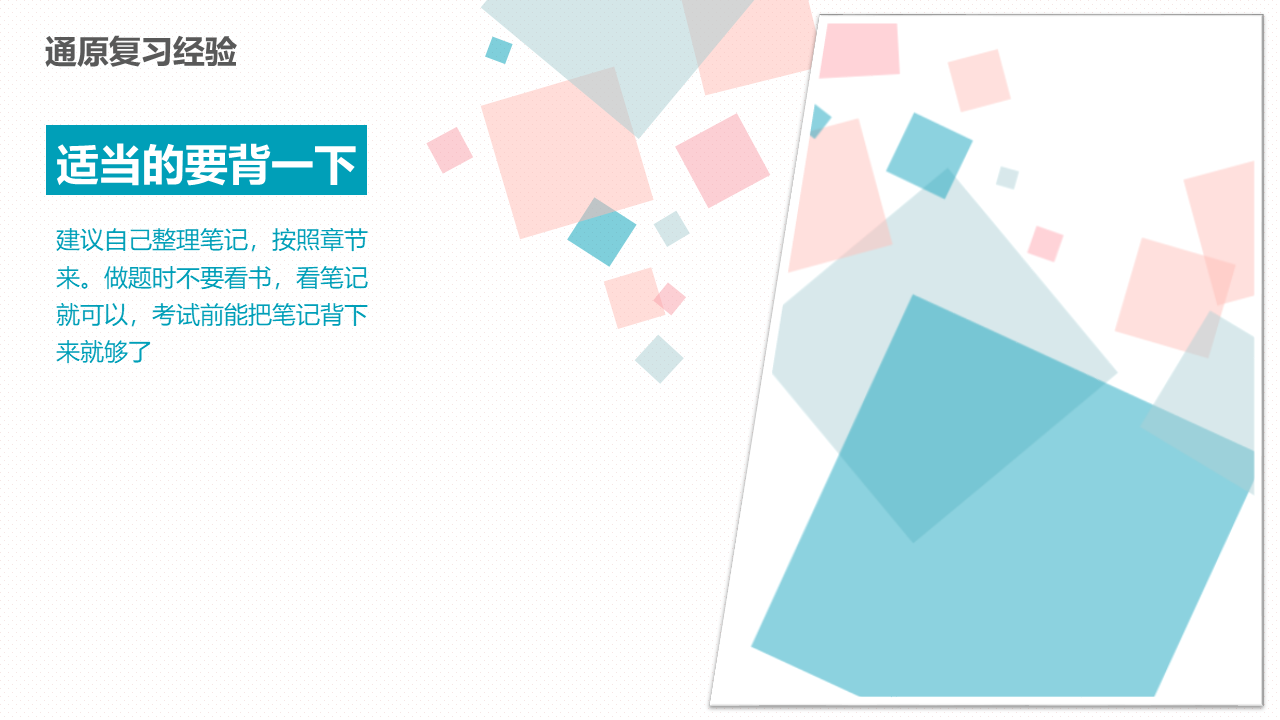 通原复习经验
适当的要背一下
建议自己整理笔记，按照章节
来。做题时不要看书，看笔记
就可以，考试前能把笔记背下
来就够了